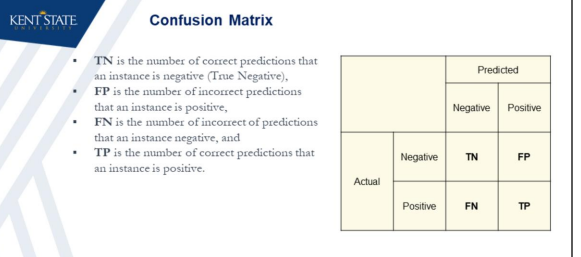 KENT STATE
UNIVERSITY
Confusion Matrix
▪ TN is the number of correct predictions that
an instance is negative (True Negative),
▪ FP is the number of incorrect predictions
that an instance is positive,
▪ FN is the number of incorrect of predictions
that an instance negative, and
▪ TP is the number of correct predictions that
an instance is positive.
Predicted
Negative Positive
Actual
Negative TN FP
Positive FN TP